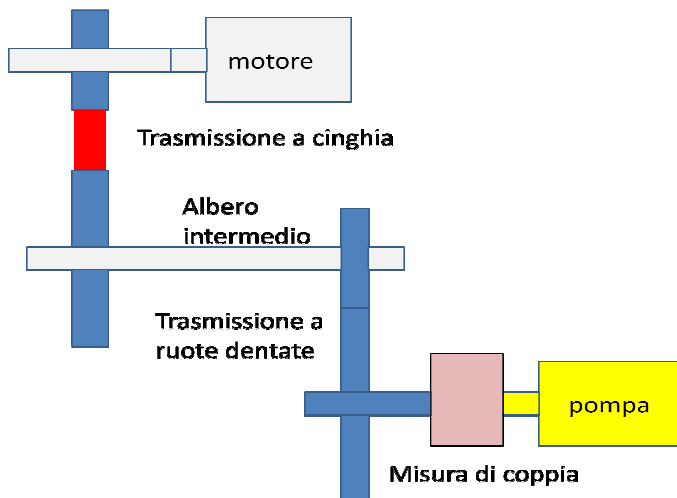 motore
Trasmissione a cinghia
Albero
intermedio
Trasmissione a
ruote dentate
pompa
Misura di coppia